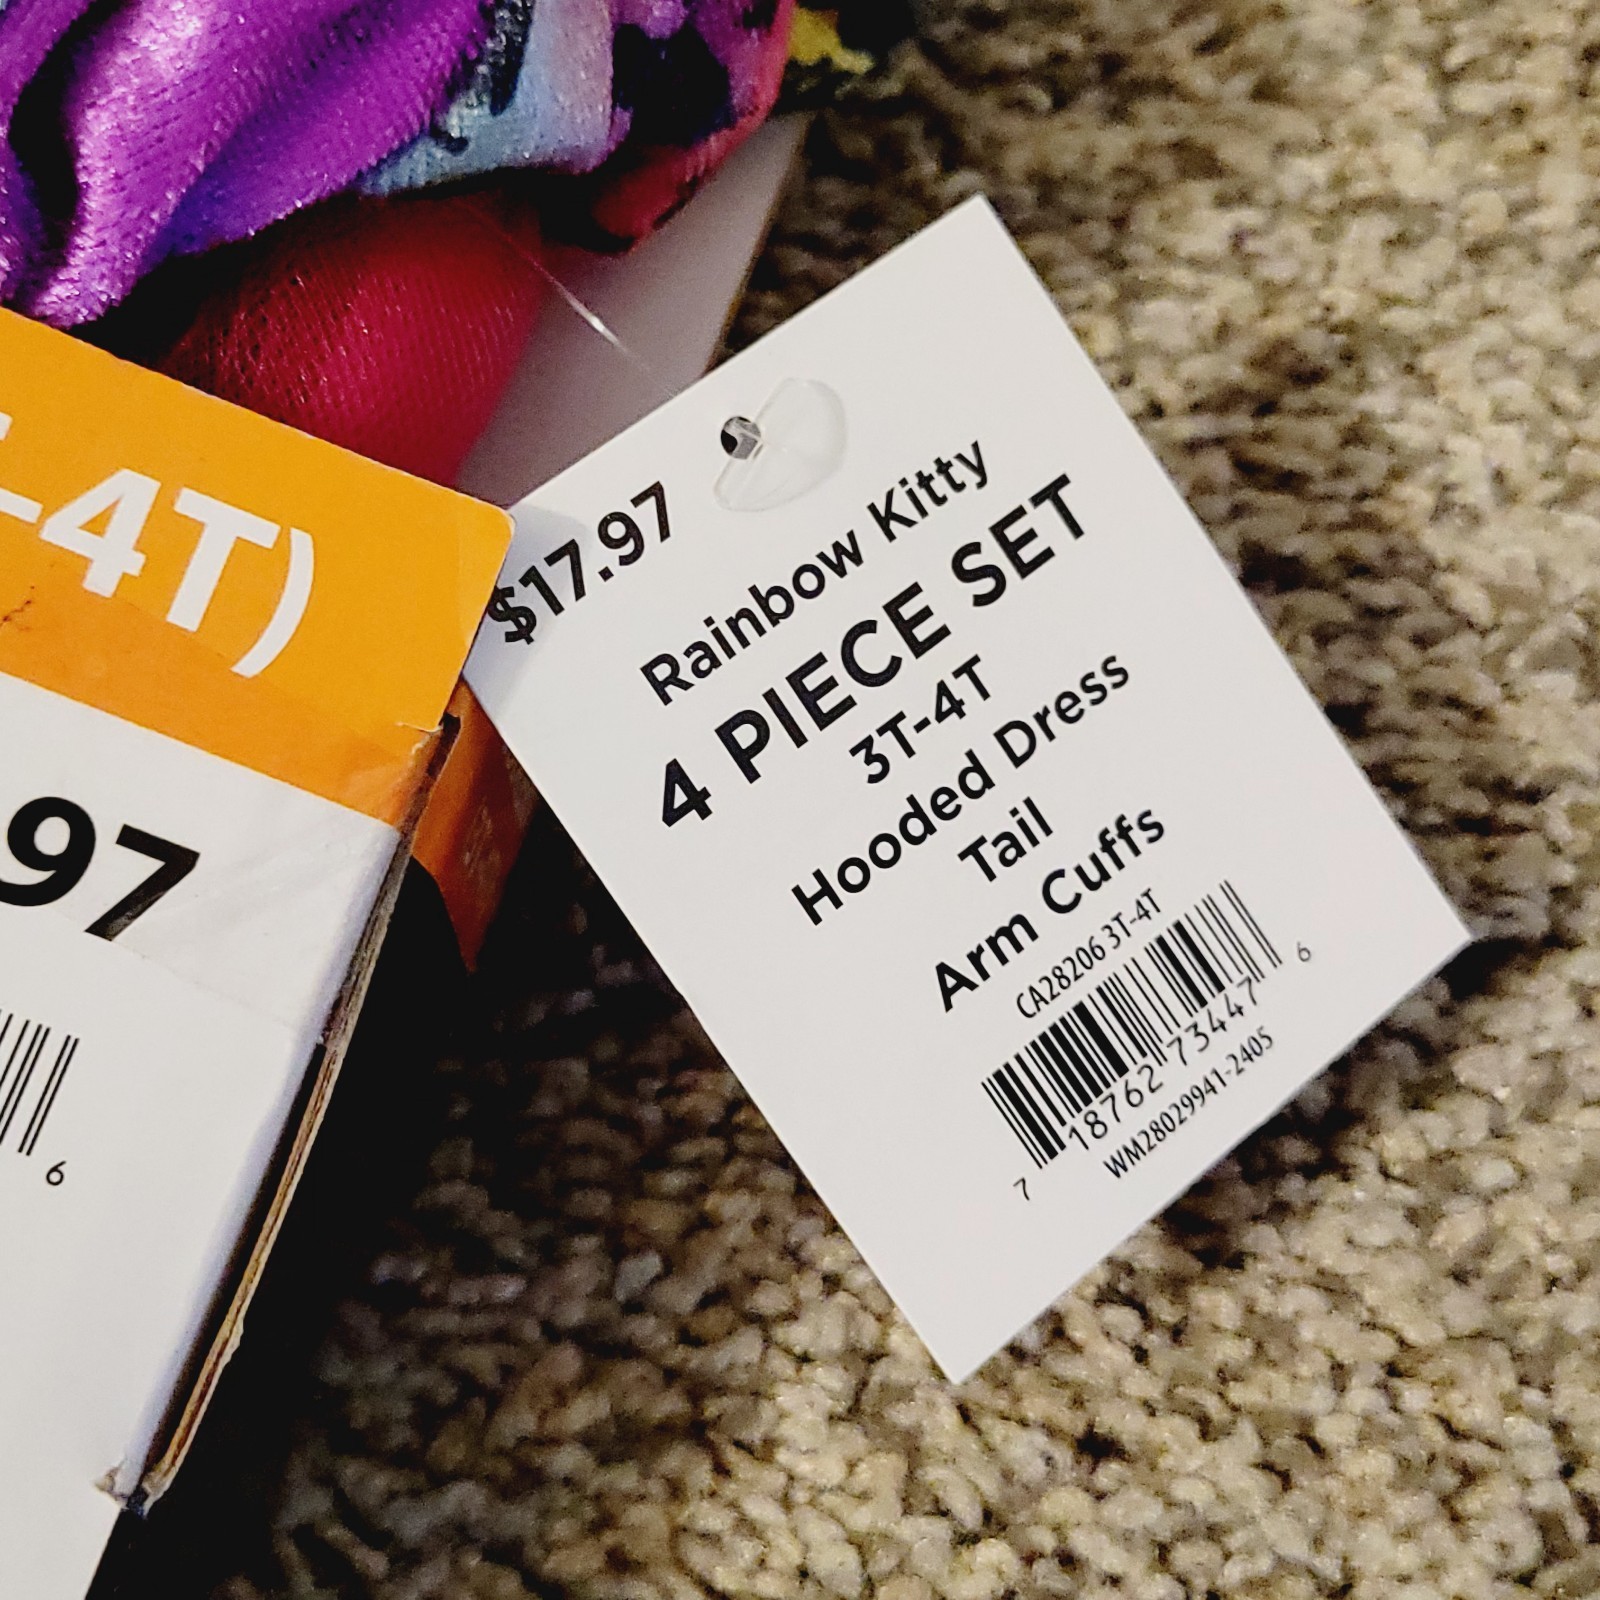 -4T)
97
6
$17.97
Rainbow Kitty
4 PIECE SET
3T-4T
Hooded Dress
Tail
Arm Cuffs
CA28206 3T-4T
7 18762 73447 6
WM28029941-2405